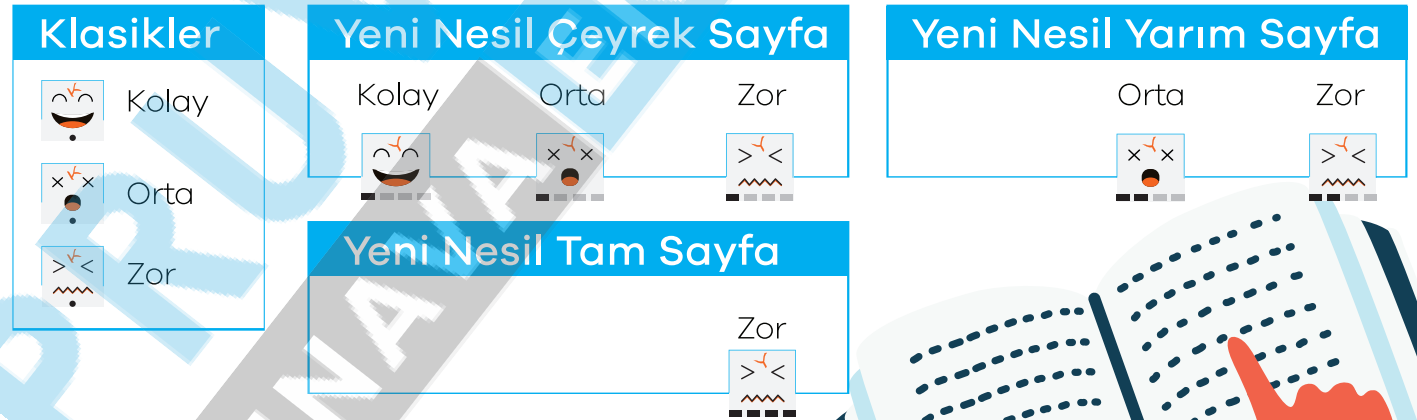 Klasikler
Kolay
Orta
Zor
Yeni Nesil Çeyrek Sayfa
Kolay Orta Zor
Yeni Nesil Yarım Sayfa
Orta Zor
Yeni Nesil Tam Sayfa
Zor